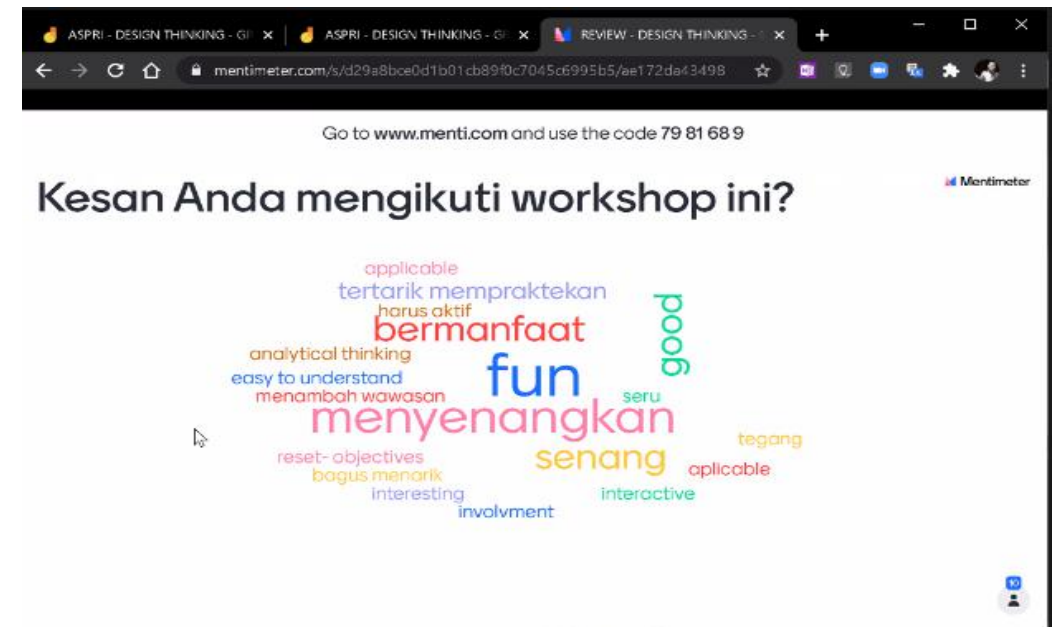 ASPRI - DESIGN THINKING - G
ASPRI - DESIGN THINKING - G
REVIEW - DESIGN THINKING -
mentimeter.com/s/d29a8bce0d1b01cb89f0c7045c6995b5/ae172da43498
Go to www.menti.com and use the code 79 81 68 9
Mentimeter
Kesan Anda mengikuti workshop ini?
applicable
tertarik mempraktekan
harus aktif
bermanfaat
good
analytical thinking
fun
easy to understand
menambah wawasan
seru
menyenangkan
tegang
reset- objectives
senang
aplicable
bagus menarik
interesting
interactive
involvment
10